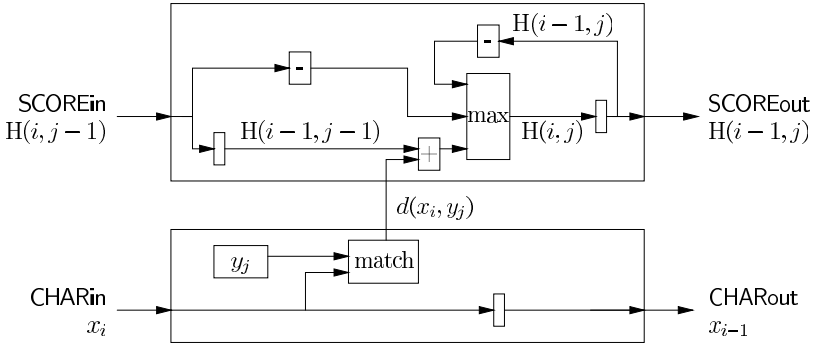 H(i−1, j)
-
-
SCOREin
H(i, j−1)
H(i−1, j−1)
+
max
H(i, j)
SCOREout
H(i−1, j)
d(xᵢ, yⱼ)
yⱼ
match
CHARin
xᵢ
CHARout
xᵢ₋₁